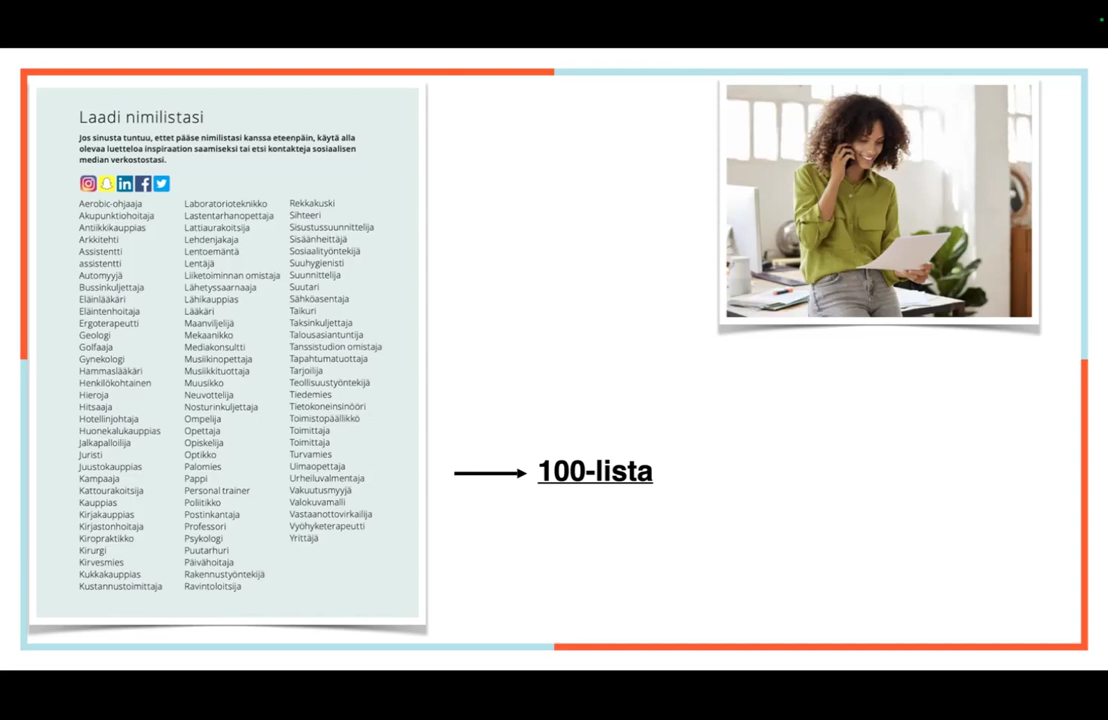 Laadi nimilistasi
Jos sinusta tuntuu, ettet pääse nimilistasi kanssa eteenpäin, käytä alla
olevaa luetteloa inspiraation saamiseksi tai etsi kontakteja sosiaalisen
median verkostostasi.
Aerobic-ohjaaja
Akupunktiohoitaja
Antiikkikauppias
Arkkitehti
Assistentti
assistentti
Automyyjä
Bussinkuljettaja
Eläinlääkäri
Eläintenhoitaja
Ergoterapeutti
Geologi
Golfaaja
Gynekologi
Hammaslääkäri
Henkilökohtainen
Hieroja
Hitsaaja
Hotellinjohtaja
Huonekalukauppias
Jalkapalloilija
Juristi
Juustokauppias
Kampaaja
Kattourakoitsija
Kauppias
Kirjakauppias
Kirjastonhoitaja
Kiropraktikko
Kirurgi
Kirvesmies
Kukkakauppias
Kustannustoimittaja
Laboratorioteknikko
Lastentarhanopettaja
Lattiaurakoitsija
Lehdenjakaja
Lentoemäntä
Lentäjä
Liiketoiminnan omistaja
Lähetyssaarnaaja
Lähikauppias
Lääkäri
Maanviljelijä
Mekaanikko
Mediakonsultti
Musiikinopettaja
Musiikkituottaja
Muusikko
Neuvottelija
Nosturinkuljettaja
Ompelija
Opettaja
Opiskelija
Optikko
Palomies
Pappi
Personal trainer
Poliitikko
Postinkantaja
Professori
Psykologi
Puutarhuri
Päivähoitaja
Rakennustyöntekijä
Ravintoloitsija
Rekkakuski
Sihteeri
Sisustussuunnittelija
Sisäänheittäjä
Sosiaalityöntekijä
Suuhygienisti
Suunnittelija
Suutari
Sähköasentaja
Taikuri
Taksinkuljettaja
Talousasiantuntija
Tanssistudion omistaja
Tapahtumatuottaja
Tarjoilija
Teollisuustyöntekijä
Tiedemies
Tietokoneinsinööri
Toimistopäällikkö
Toimittaja
Toimittaja
Turvamies
Uimaopettaja
Urheiluvalmentaja
Vakuutusmyyjä
Valokuvamalli
Vastaanottovirkailija
Vyöhyketerapeutti
Yrittäjä
100-lista